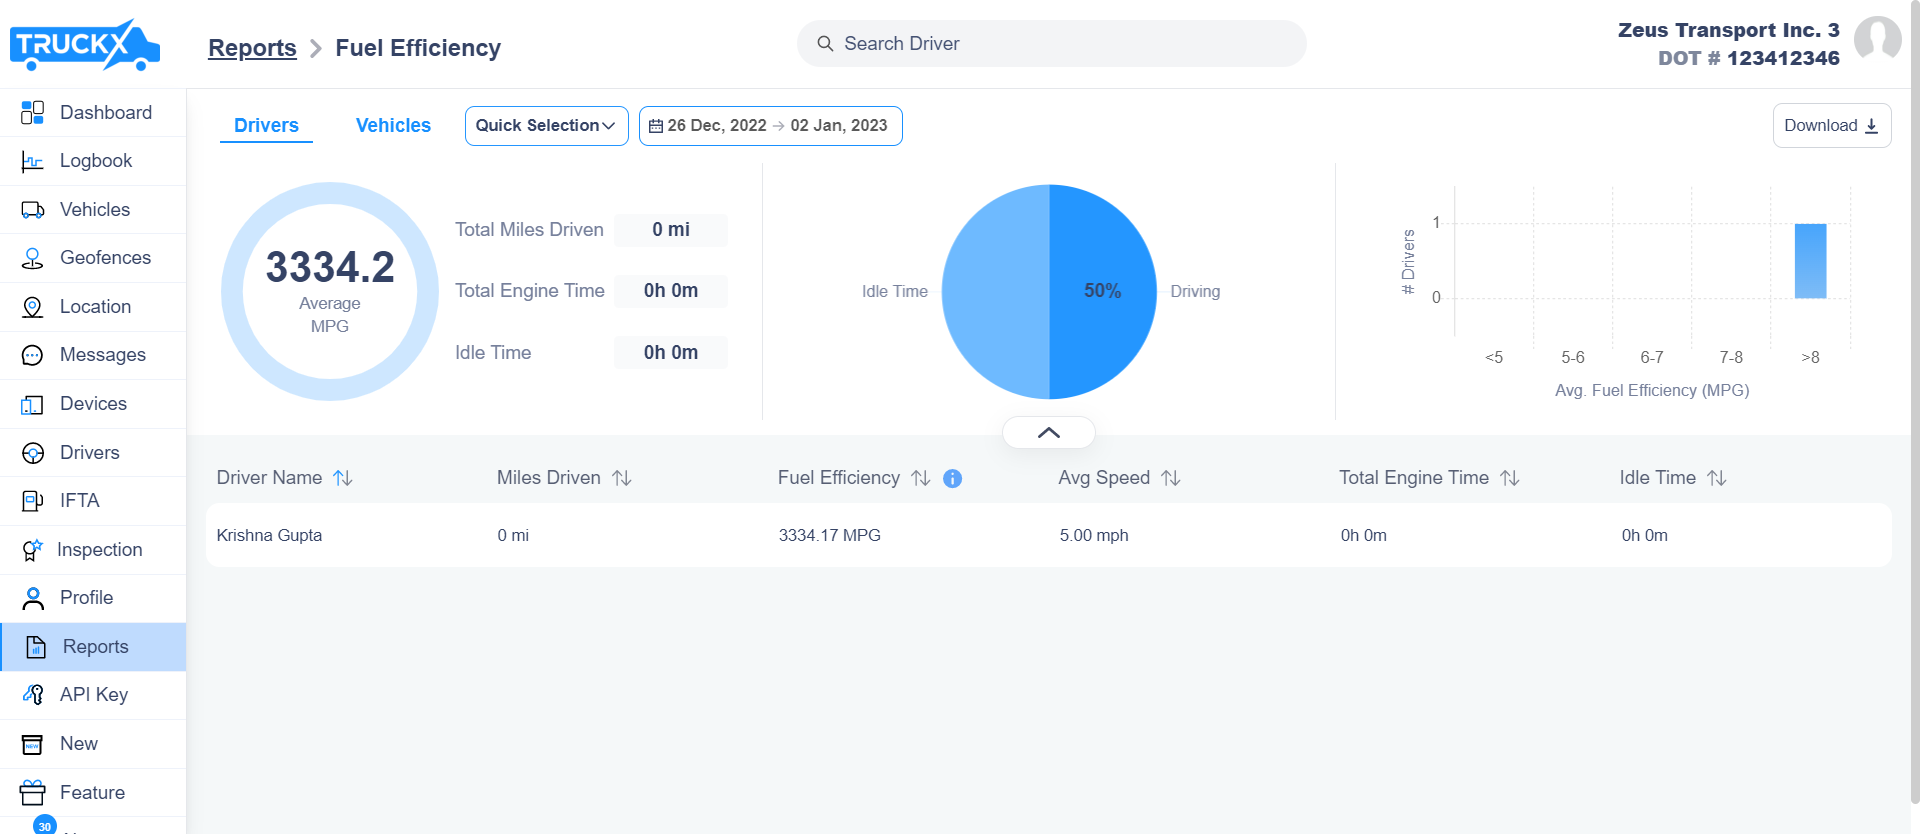 TRUCKX
Reports > Fuel Efficiency
Search Driver
Zeus Transport Inc. 3
DOT # 123412346
Dashboard
Logbook
Vehicles
Geofences
Location
Messages
Devices
Drivers
IFTA
Inspection
Profile
Reports
API Key
NEW
New
Feature
30
Drivers
Vehicles
Quick Selection
26 Dec, 2022 → 02 Jan, 2023
Download
3334.2
Average
MPG
Total Miles Driven 0 mi
Total Engine Time 0h 0m
Idle Time 0h 0m
Idle Time
50%
Driving
# Drivers
1
0
<5 5-6 6-7 7-8 >8
Avg. Fuel Efficiency (MPG)
Driver Name Miles Driven Fuel Efficiency Avg Speed Total Engine Time Idle Time
Krishna Gupta 0 mi 3334.17 MPG 5.00 mph 0h 0m 0h 0m